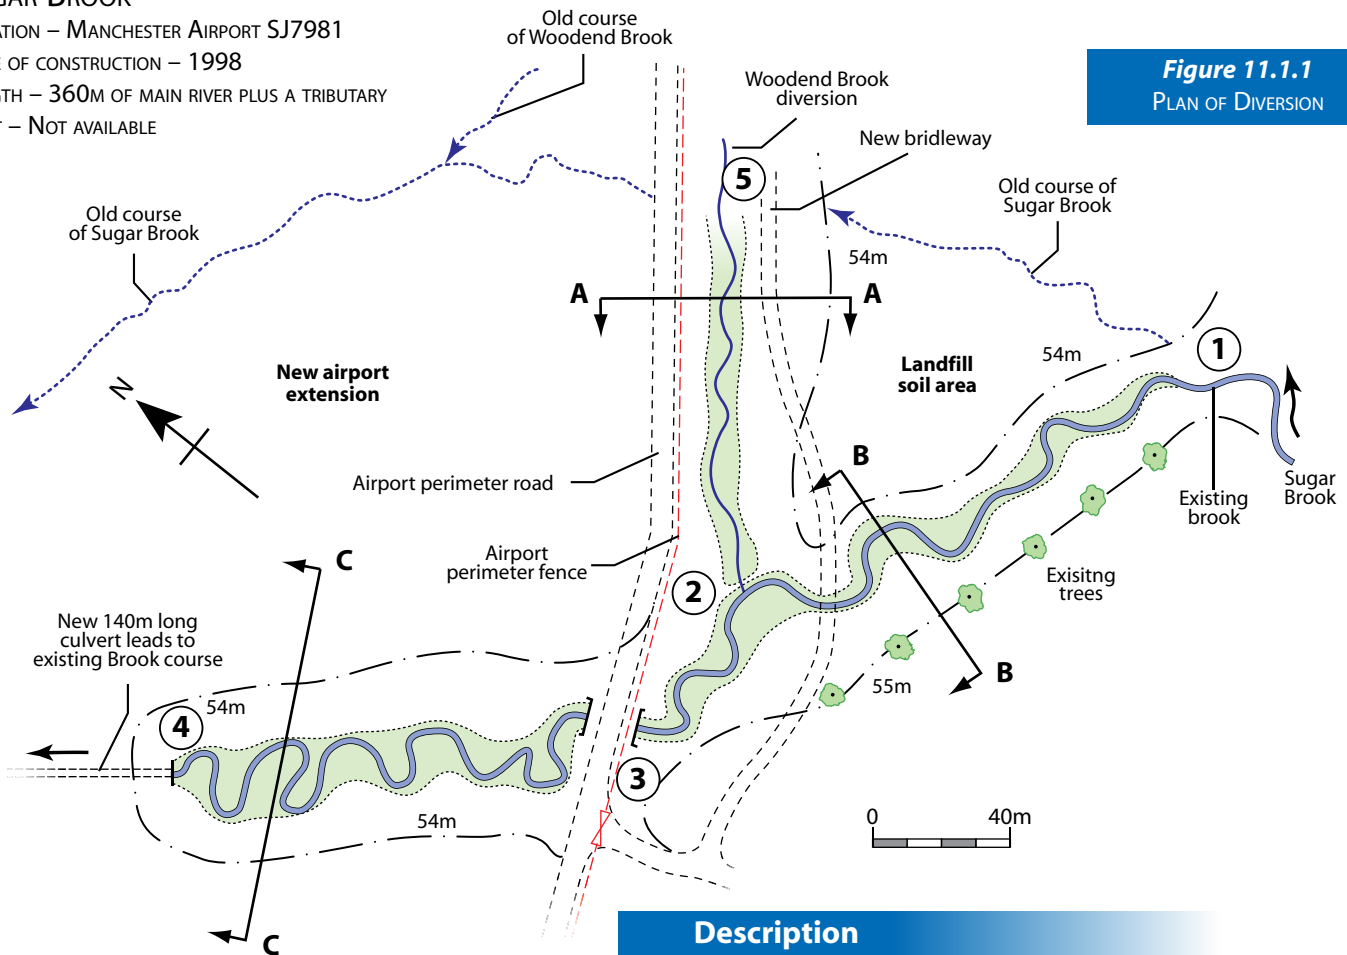 BROOK
– MANCHESTER AIRPORT SJ7981
OF CONSTRUCTION – 1998
– 360M OF MAIN RIVER PLUS A TRIBUTARY
– NOT AVAILABLE
Old course
of Woodend Brook
Figure 11.1.1
PLAN OF DIVERSION
Woodend Brook
diversion
New bridleway
5
Old course of
Sugar Brook
Old course
of Sugar Brook
54m
A
A
1
54m
New airport
extension
Landfill
soil area
N
B
Airport perimeter road
Sugar
Brook
Existing
brook
Airport
perimeter fence
C
2
Exisitng
trees
New 140m long
culvert leads to
existing Brook course
B
55m
54m
4
3
54m
0
40m
C
Description